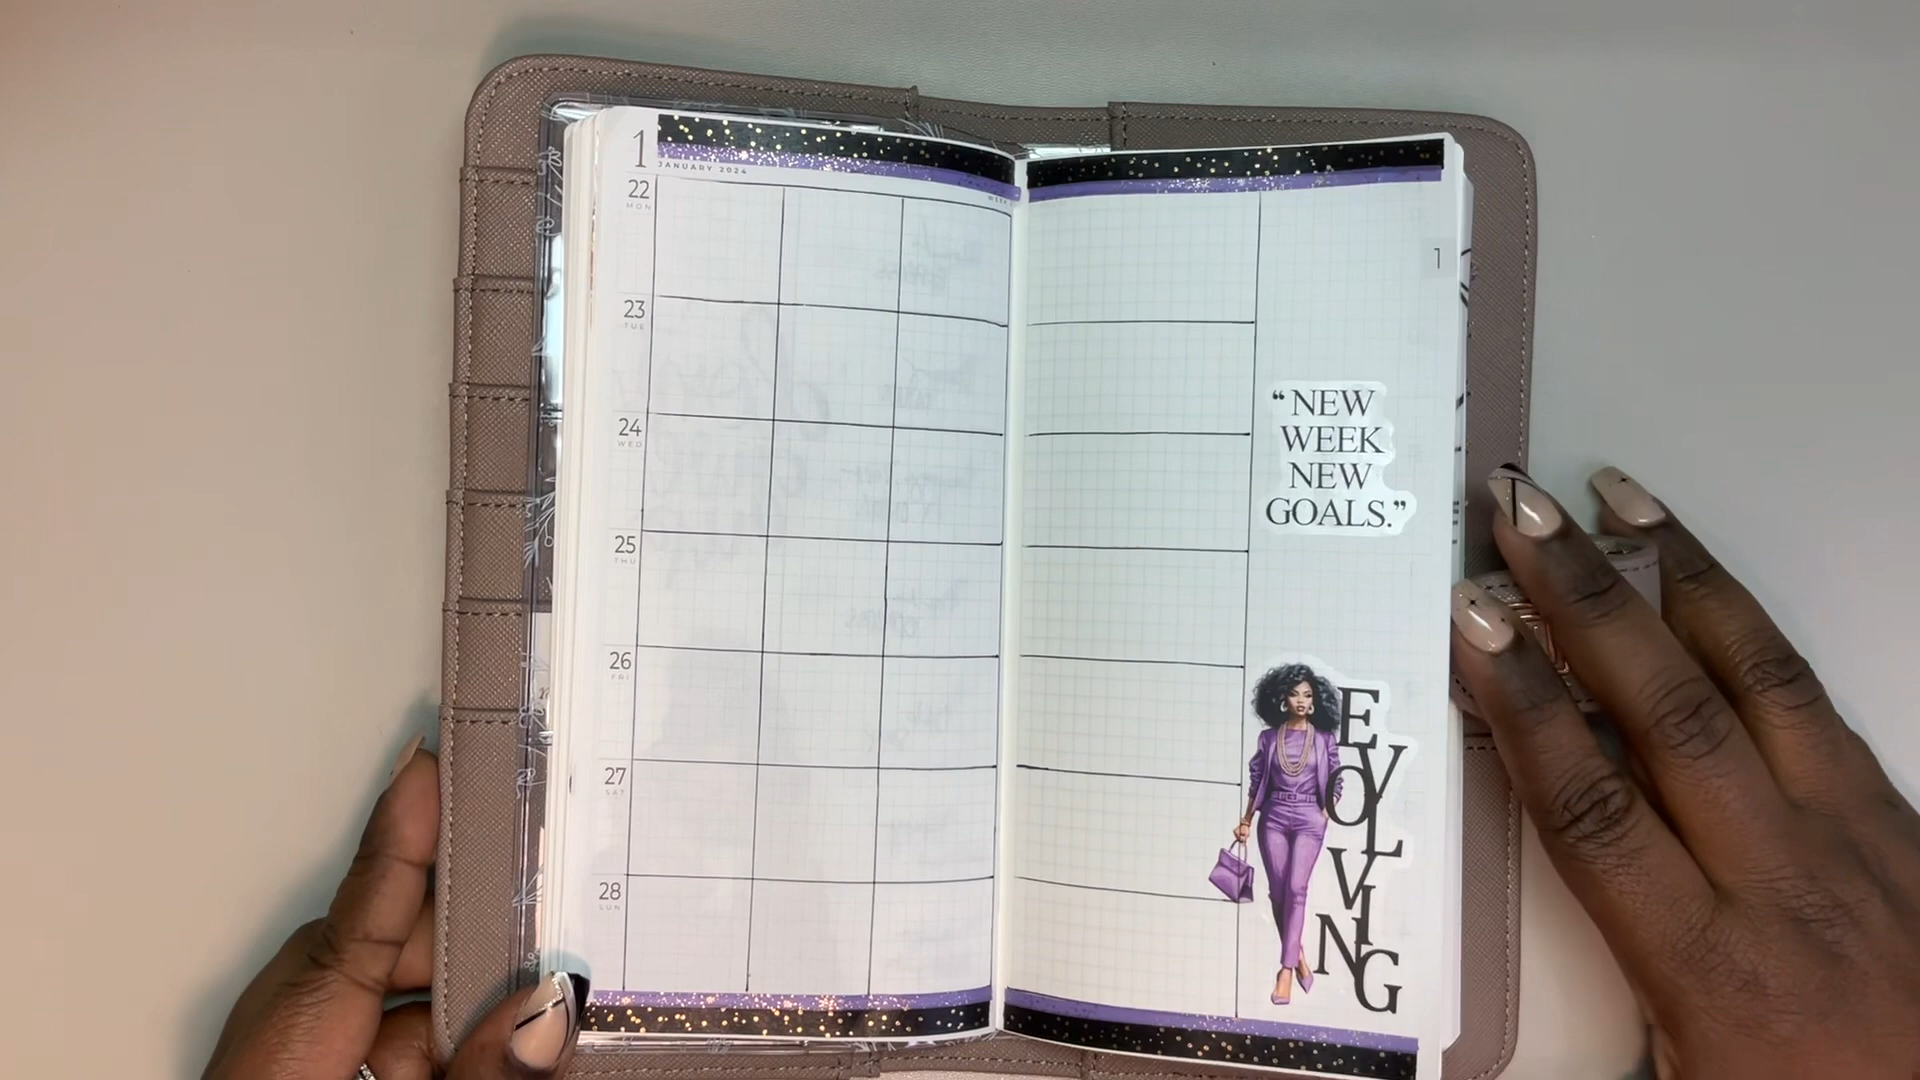 1
JANUARY 2024
22
MON
23
TUE
24
WED
25
THU
26
FRI
27
SAT
28
SUN
1
“NEW
WEEK
NEW
GOALS.”
EVOLVING